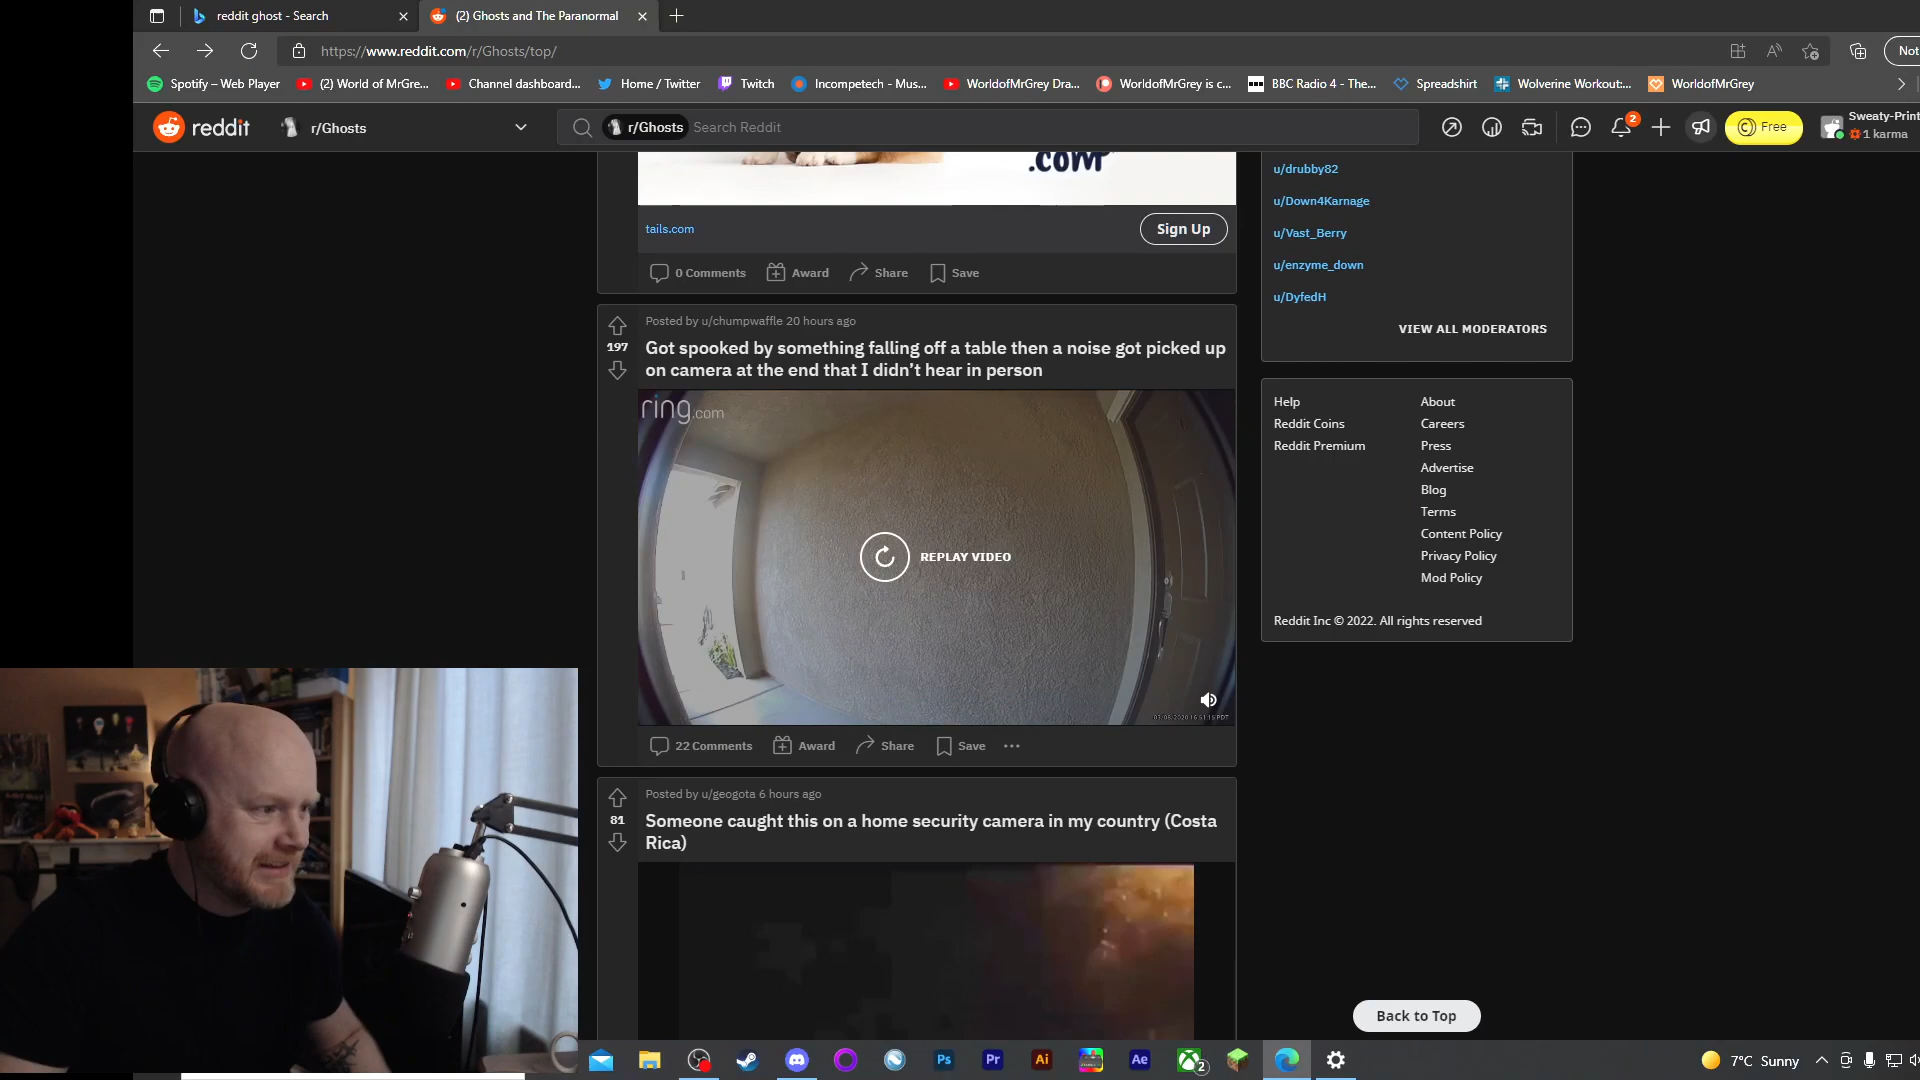 reddit ghost - Search
(2) Ghosts and The Paranormal
https://www.reddit.com/r/Ghosts/top/
Not
Spotify – Web Player
(2) World of MrGre...
Channel dashboard...
Home / Twitter
Twitch
Incompetech - Mus...
WorldofMrGrey Dra...
WorldofMrGrey is c...
BBC Radio 4 - The...
Spreadshirt
Wolverine Workout:...
WorldofMrGrey
reddit
r/Ghosts
r/Ghosts Search Reddit
2
Free
Sweaty-Print
1 karma
.com
tails.com
Sign Up
0 Comments Award Share Save
Posted by u/chumpwaffle 20 hours ago
197
Got spooked by something falling off a table then a noise got picked up
on camera at the end that I didn’t hear in person
ring.com
REPLAY VIDEO
22 Comments Award Share Save
Posted by u/geogota 6 hours ago
81
Someone caught this on a home security camera in my country (Costa
Rica)
u/drubby82
u/Down4Karnage
u/Vast_Berry
u/enzyme_down
u/DyfedH
VIEW ALL MODERATORS
Help About
Reddit Coins Careers
Reddit Premium Press
Advertise
Blog
Terms
Content Policy
Privacy Policy
Mod Policy
Reddit Inc © 2022. All rights reserved
Back to Top
Ps
Pr
Ai
Ae
2
7°C Sunny